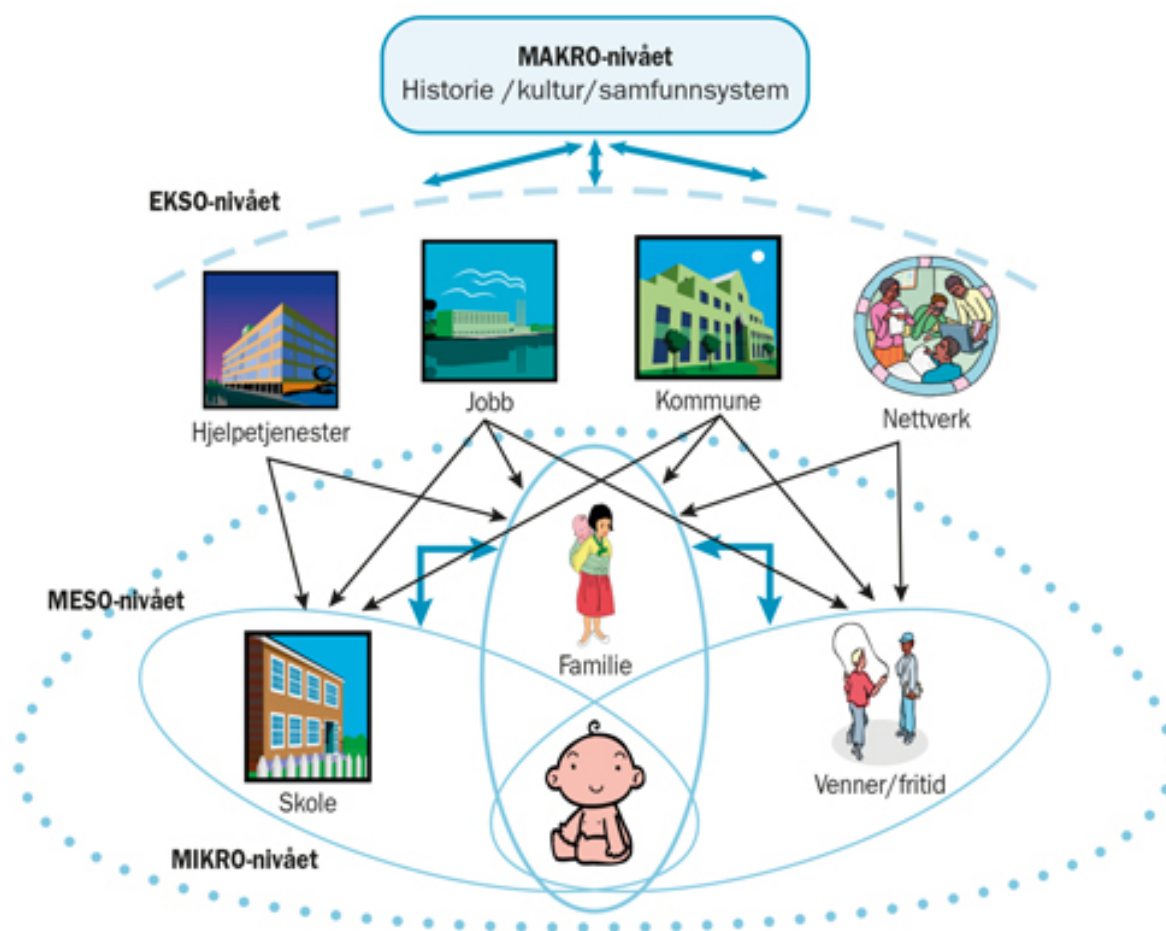 MAKRO-nivået
Historie /kultur/samfunnsystem
EKSO-nivået
Hjelpetjenester
Jobb
Kommune
Nettverk
MESO-nivået
Familie
Skole
Venner/fritid
MIKRO-nivået